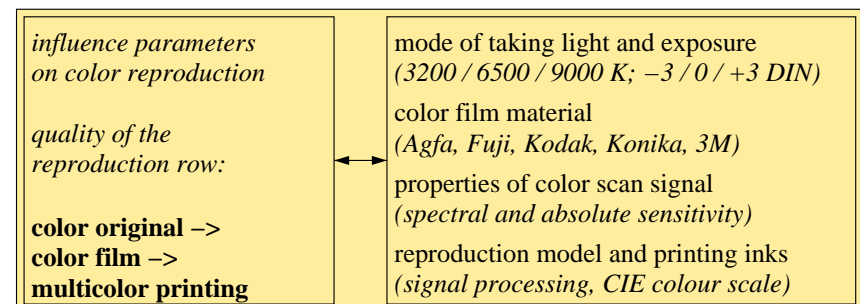 influence parameters
on color reproduction
quality of the
reproduction row:
color original −>
color film −>
multicolor printing
mode of taking light and exposure
(3200 / 6500 / 9000 K; −3 / 0 / +3 DIN)
color film material
(Agfa, Fuji, Kodak, Konika, 3M)
properties of color scan signal
(spectral and absolute sensitivity)
reproduction model and printing inks
(signal processing, CIE colour scale)